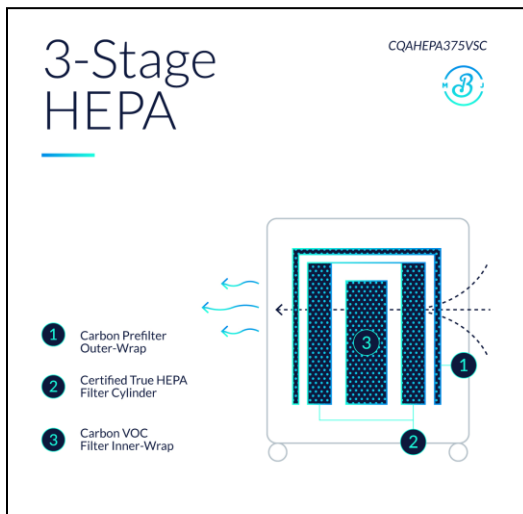 3-Stage
HEPA
CQAHEPA375VSC
M B J
1 Carbon Prefilter
Outer-Wrap
2 Certified True HEPA
Filter Cylinder
3 Carbon VOC
Filter Inner-Wrap
3
1
2